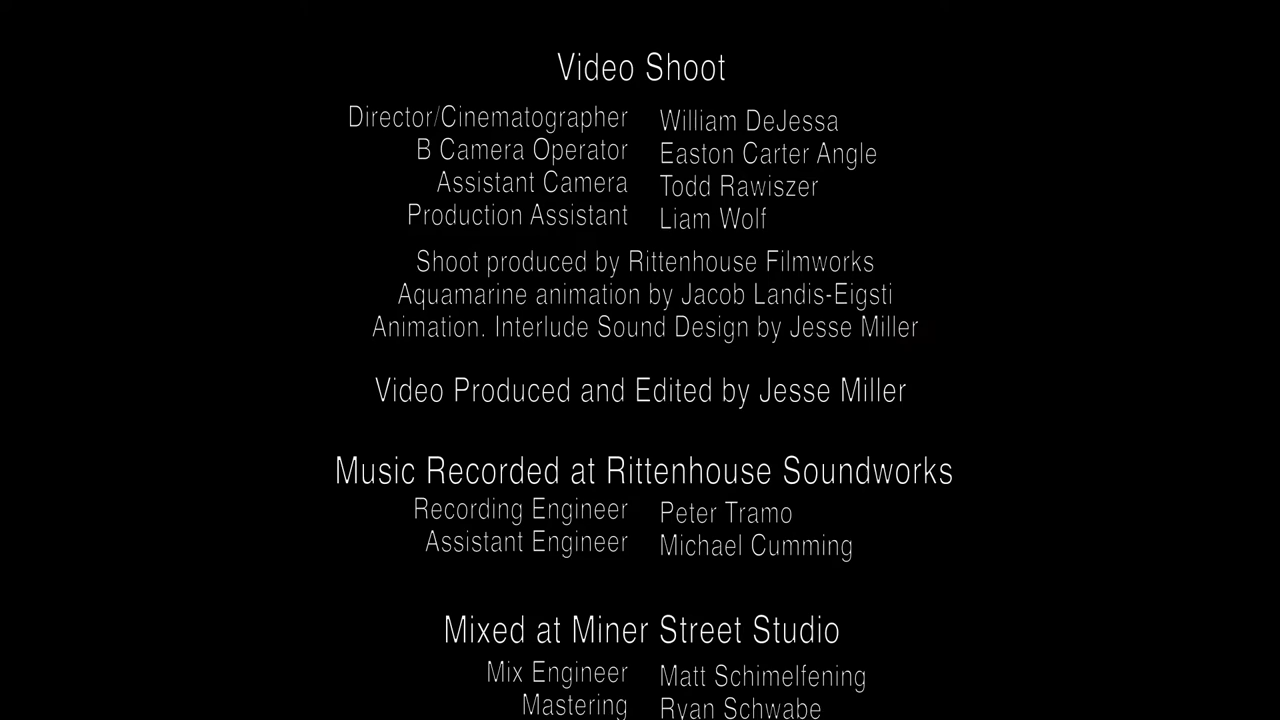 Video Shoot
Director/Cinematographer William DeJessa
B Camera Operator Easton Carter Angle
Assistant Camera Todd Rawiszer
Production Assistant Liam Wolf
Shoot produced by Rittenhouse Filmworks
Aquamarine animation by Jacob Landis-Eigsti
Animation. Interlude Sound Design by Jesse Miller
Video Produced and Edited by Jesse Miller
Music Recorded at Rittenhouse Soundworks
Recording Engineer Peter Tramo
Assistant Engineer Michael Cumming
Mixed at Miner Street Studio
Mix Engineer Matt Schimelfening
Mastering Ryan Schwabe